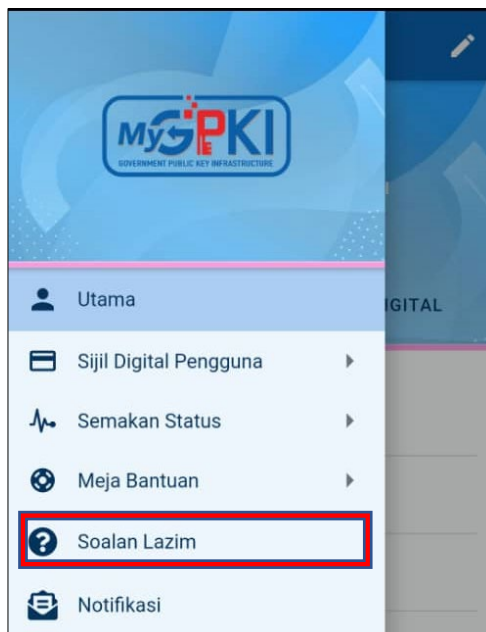 MyGPKI
GOVERNMENT PUBLIC KEY INFRASTRUCTURE
Utama
IGITAL
Sijil Digital Pengguna
Semakan Status
Meja Bantuan
Soalan Lazim
Notifikasi